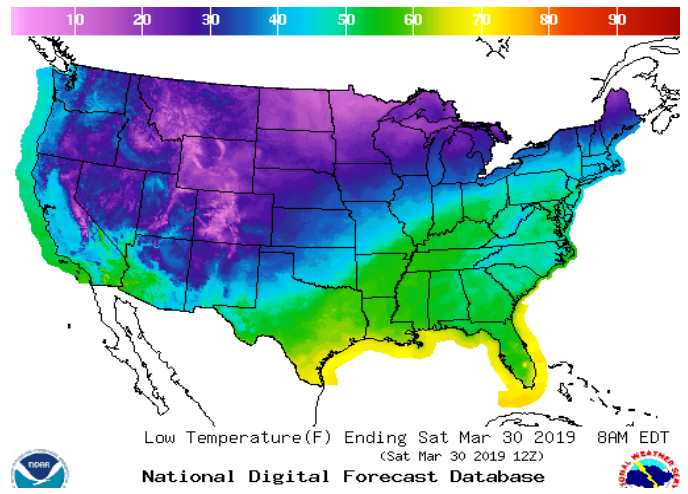 10 20 30 40 50 60 70 80 90
Low Temperature(F) Ending Sat Mar 30 2019 8AM EDT
(Sat Mar 30 2019 12Z)
National Digital Forecast Database
NOAA